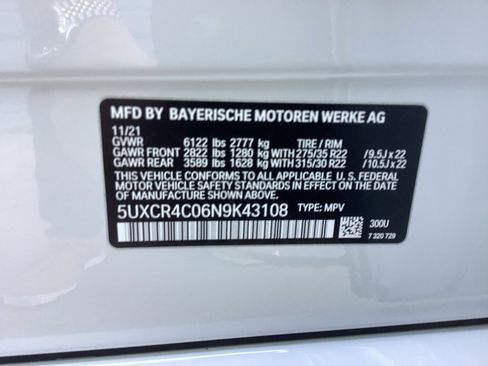 MFD BY BAYERISCHE MOTOREN WERKE AG
11/21
GVWR 6122 lbs 2777 kg TIRE / RIM
GAWR FRONT 2822 lbs 1280 kg WITH 275/35 R22 /9.5J x 22
GAWR REAR 3589 lbs 1628 kg WITH 315/30 R22 /10.5J x 22
THIS VEHICLE CONFORMS TO ALL APPLICABLE U. S. FEDERAL
MOTOR VEHICLE SAFETY STANDARDS IN EFFECT ON THE DATE
OF MANUFACTURE SHOWN ABOVE.
5UXCR4C06N9K43108 TYPE: MPV
300U
7 320 729